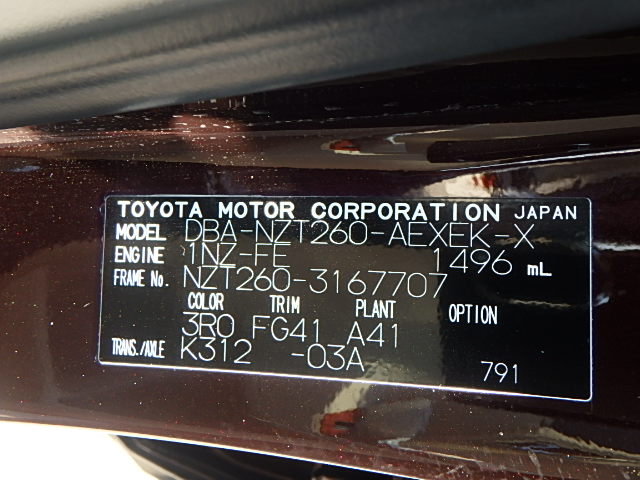 TOYOTA MOTOR CORPORATION JAPAN
MODEL DBA-NZT260-AEXEK-X
ENGINE 1NZ-FE 1496 mL
FRAME No. NZT260-3167707
COLOR TRIM PLANT OPTION
3R0 FG41 A41
TRANS./AXLE K312 -03A
791